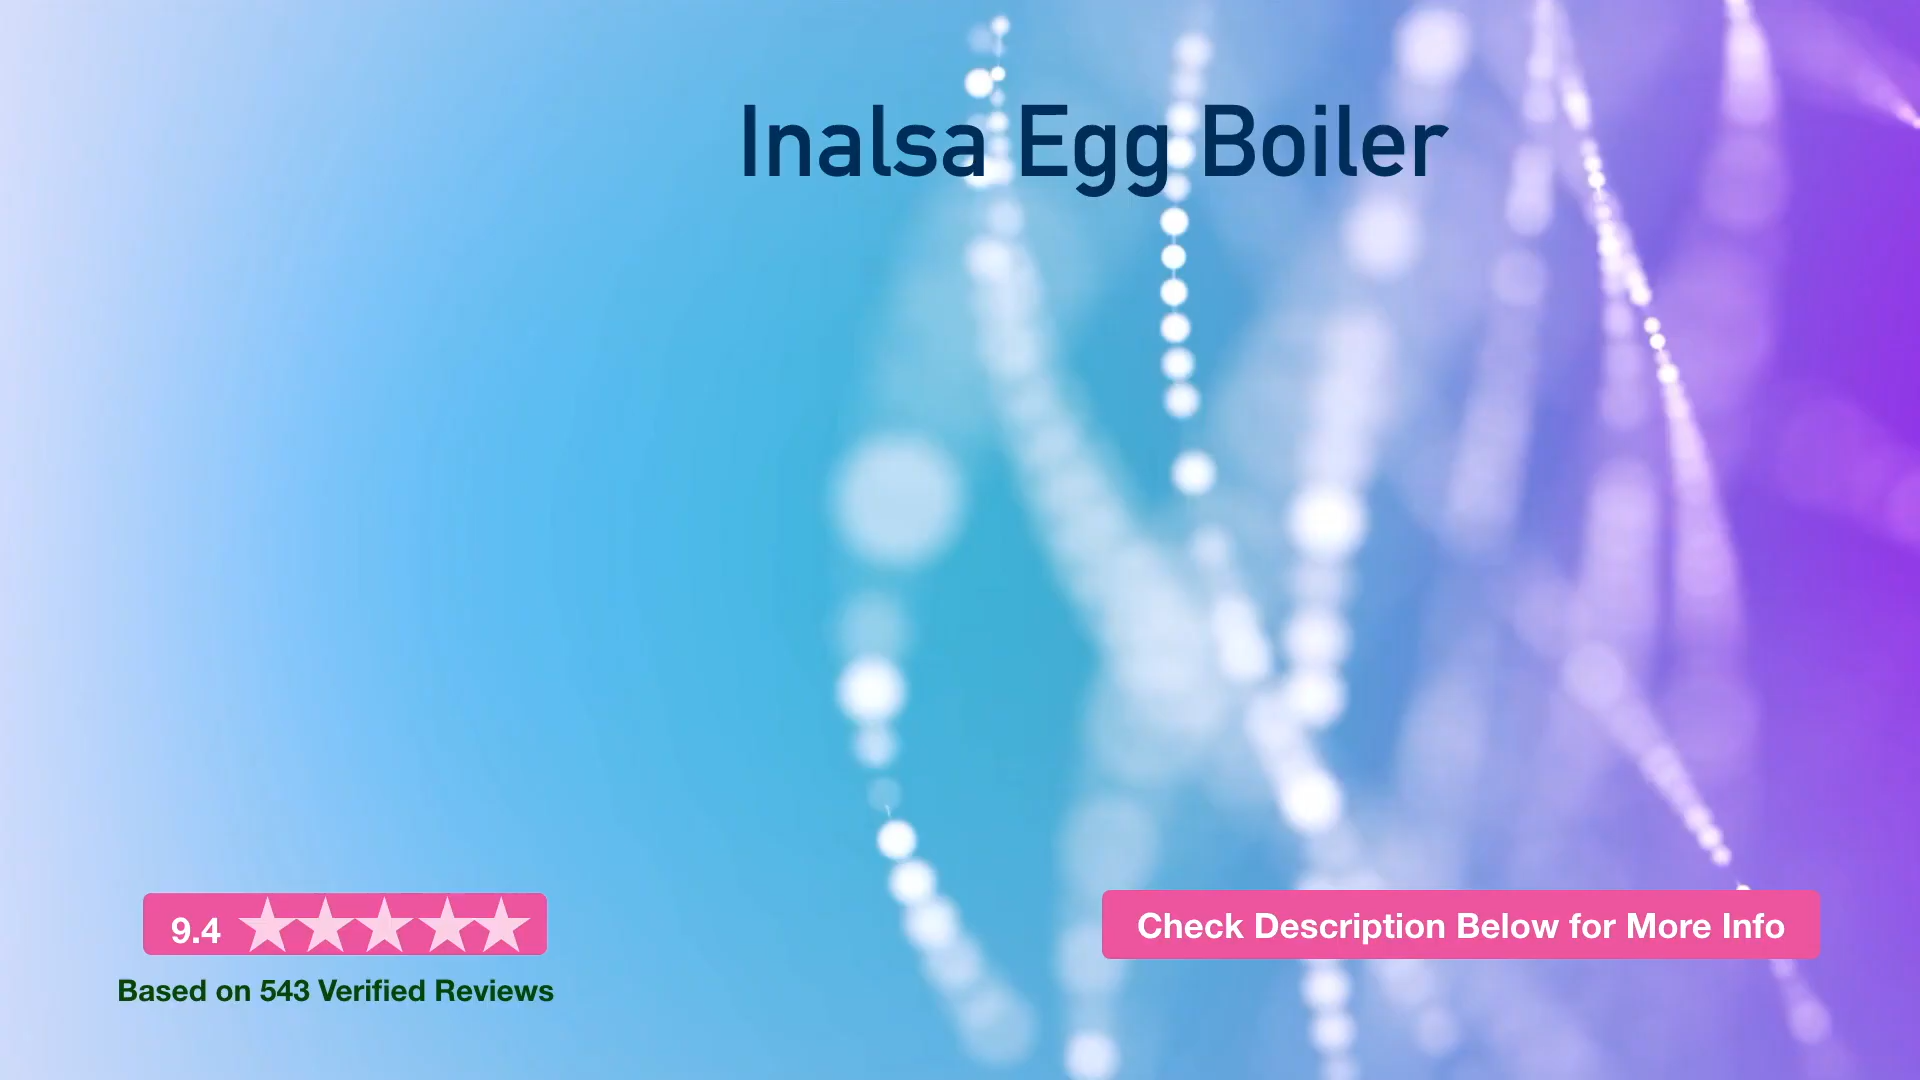 Inalsa Egg Boiler
9.4
Based on 543 Verified Reviews
Check Description Below for More Info